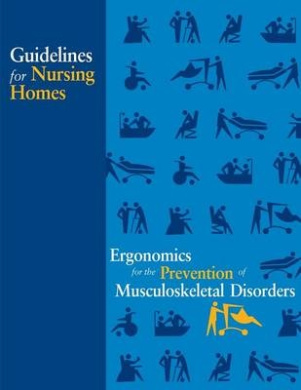 Guidelines
for Nursing
Homes
Ergonomics
for the Prevention of
Musculoskeletal Disorders